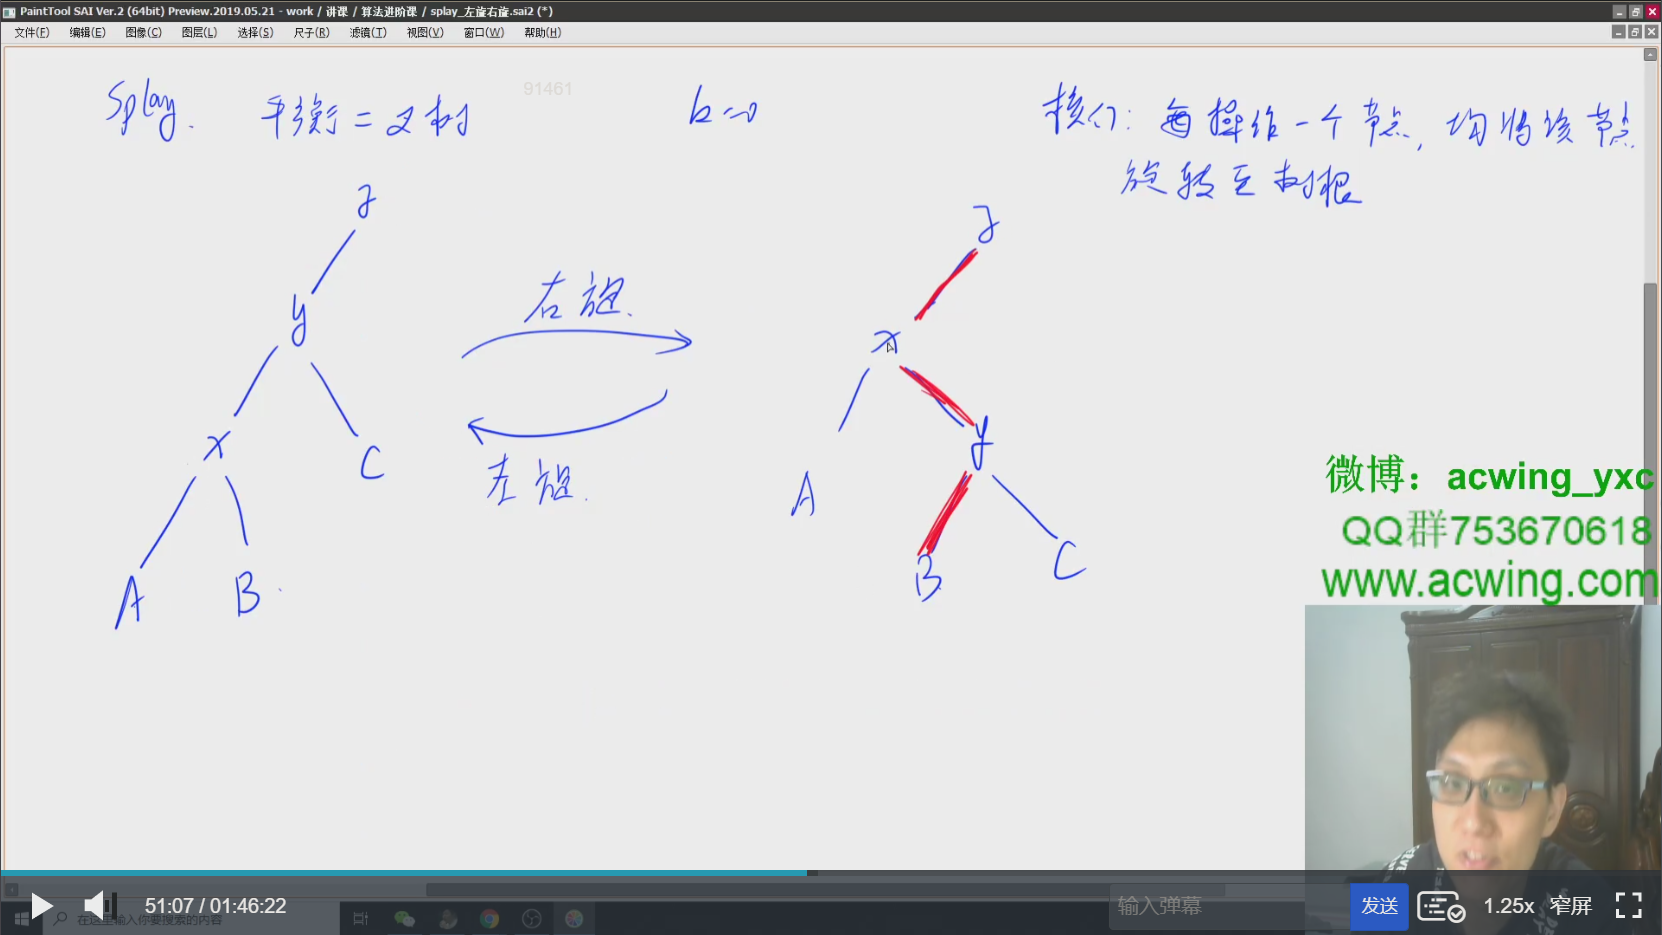 PaintTool SAI Ver.2 (64bit) Preview.2019.05.21 - work / 讲课 / 算法进阶课 / splay_左旋右旋.sai2 (*)
文件(F) 编辑(E) 图像(C) 图层(L) 选择(S) 尺子(R) 滤镜(T) 视图(V) 窗口(W) 帮助(H)
91461
Splay. 平衡二叉树
核心: 每操作一个节点, 均将该节点
旋转至树根
z
y
x
C
A
B
右旋.
左旋.
z
x
y
A
B
C
微博：acwing_yxc
QQ群753670618
www.acwing.com
51:07 / 01:46:22
在这里输入你要搜索的内容
输入弹幕
发送
1.25x
窄屏